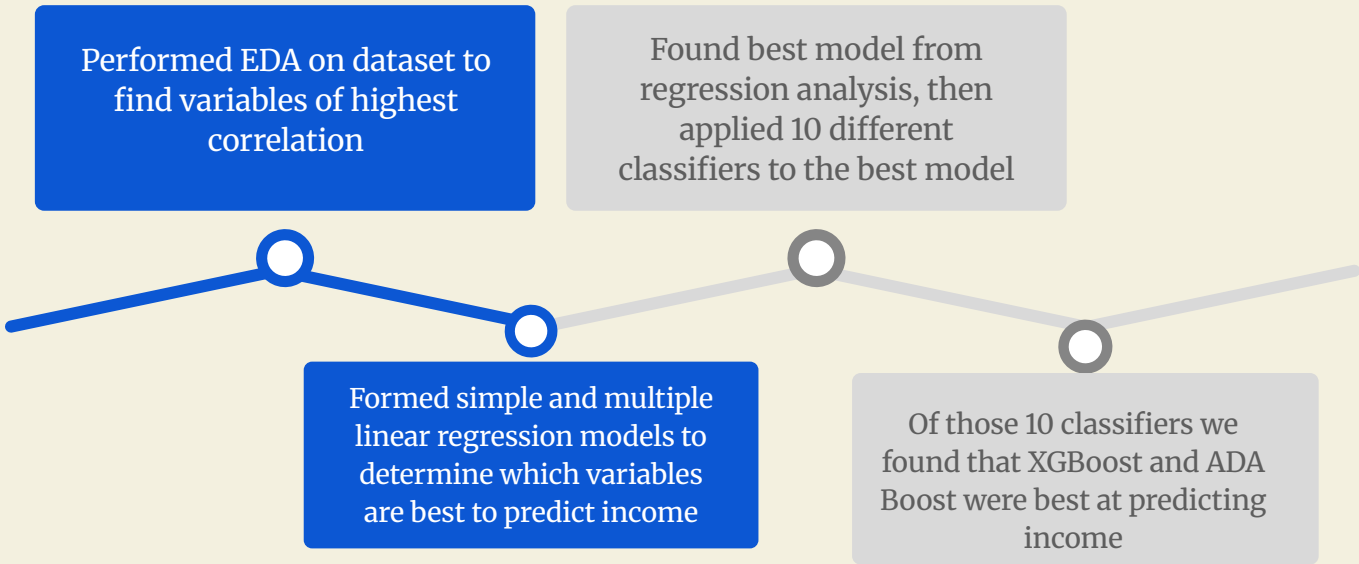 Performed EDA on dataset to
find variables of highest
correlation
Formed simple and multiple
linear regression models to
determine which variables
are best to predict income
Found best model from
regression analysis, then
applied 10 different
classifiers to the best model
Of those 10 classifiers we
found that XGBoost and ADA
Boost were best at predicting
income